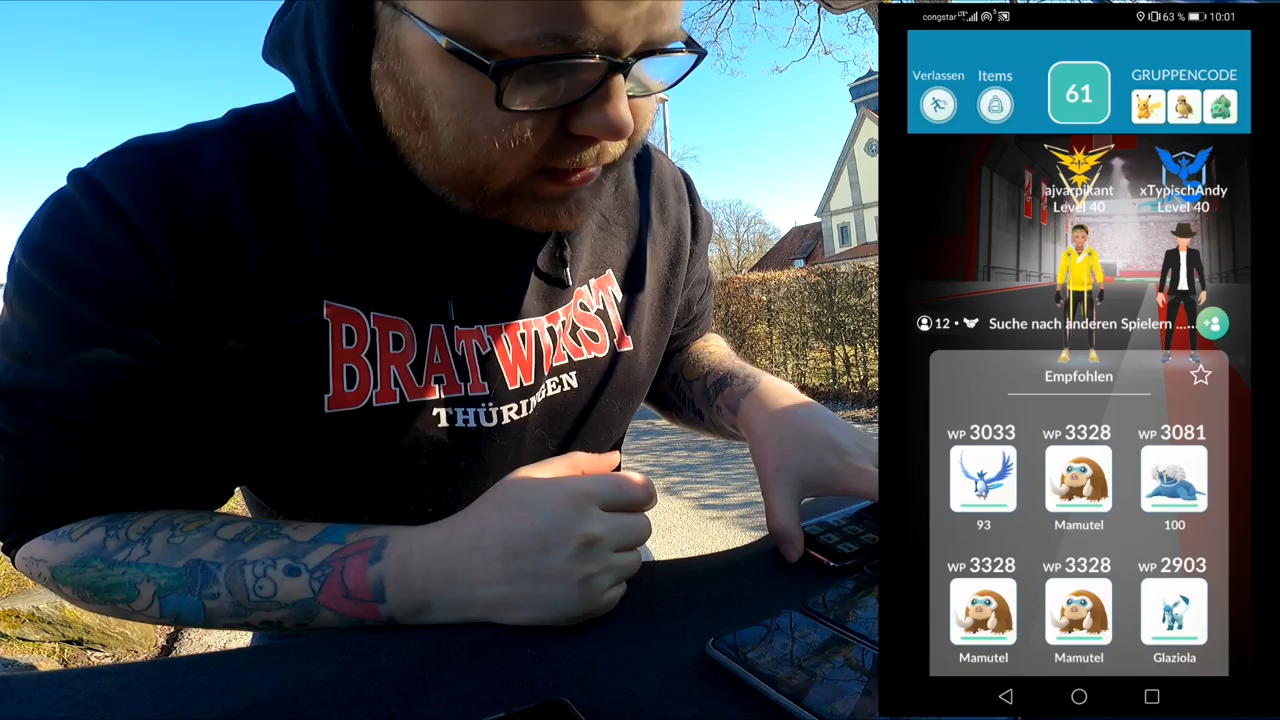 BRATWURST
THÜRINGEN
congstar LTE 63 % 10:01
Verlassen
Items
61
GRUPPENCODE
ajvarpikant
Level 40
xTypischAndy
Level 40
12 • Suche nach anderen Spielern ......
Empfohlen
WP 3033
WP 3328
WP 3081
93
Mamutel
100
WP 3328
WP 3328
WP 2903
Mamutel
Mamutel
Glaziola